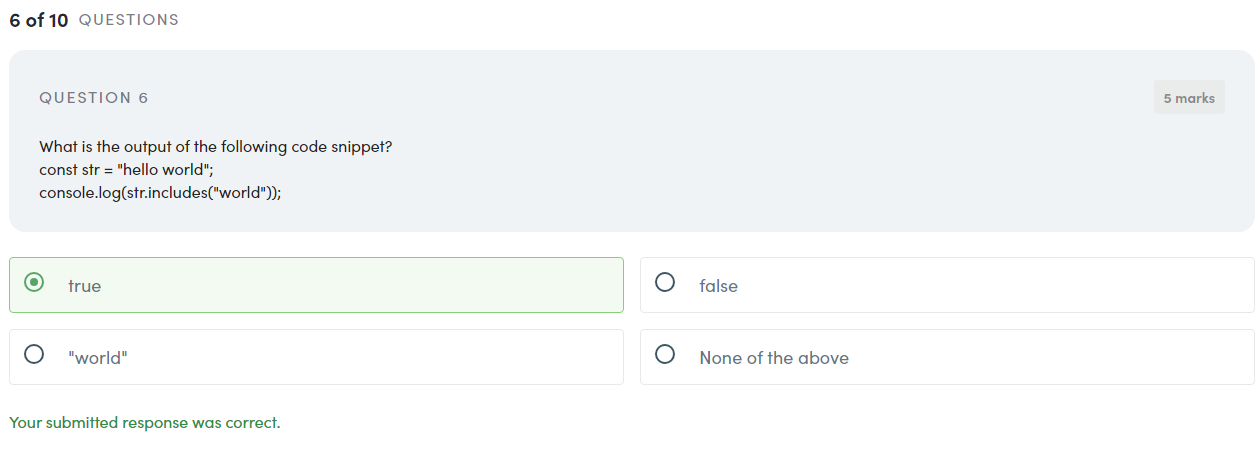 6 of 10 QUESTIONS
QUESTION 6
5 marks
What is the output of the following code snippet?
const str = "hello world";
console.log(str.includes("world"));
true
false
"world"
None of the above
Your submitted response was correct.